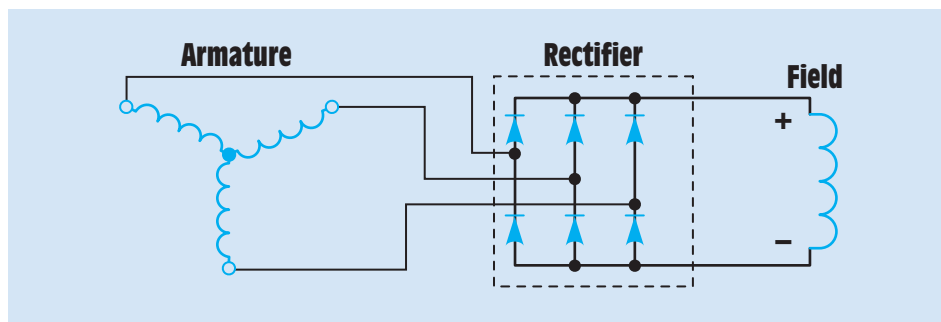 Armature
Rectifier
Field
+
−